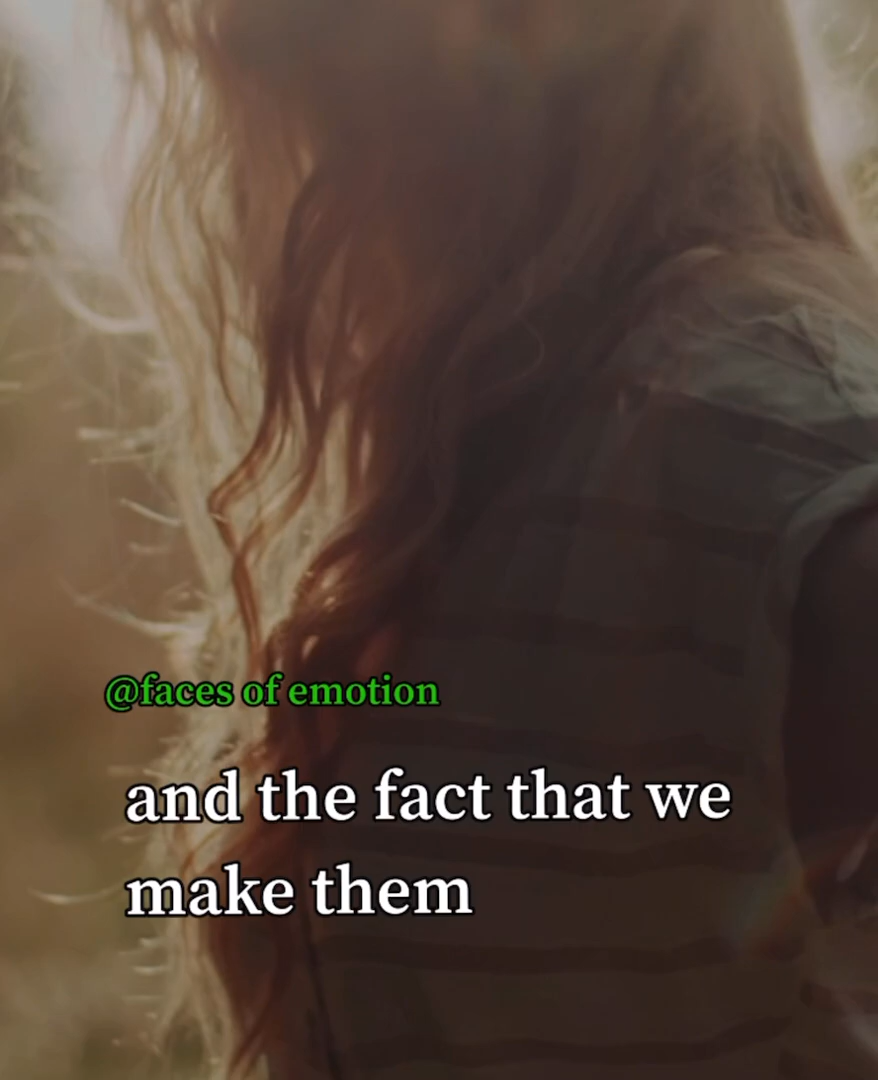 @faces of emotion
and the fact that we
make them